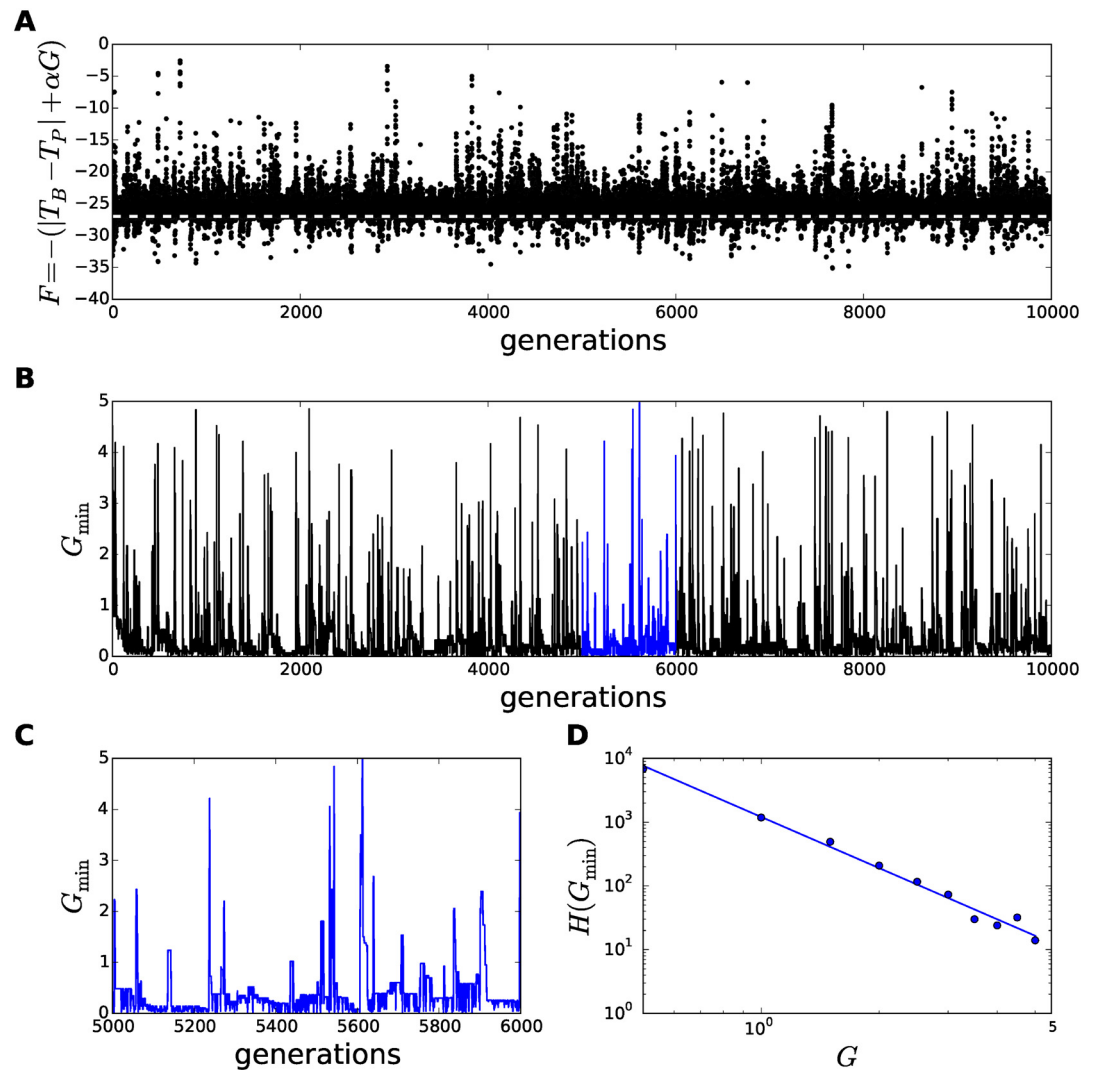 A
F=−(|T_B−T_P|+αG)
0
−5
−10
−15
−20
−25
−30
−35
−40
0 2000 4000 6000 8000 10000
generations
B
G_min
5
4
3
2
1
0
0 2000 4000 6000 8000 10000
generations
C
G_min
5
4
3
2
1
0
5000 5200 5400 5600 5800 6000
generations
D
H(G_min)
10^4
10^3
10^2
10^1
10^0
10^0 5
G